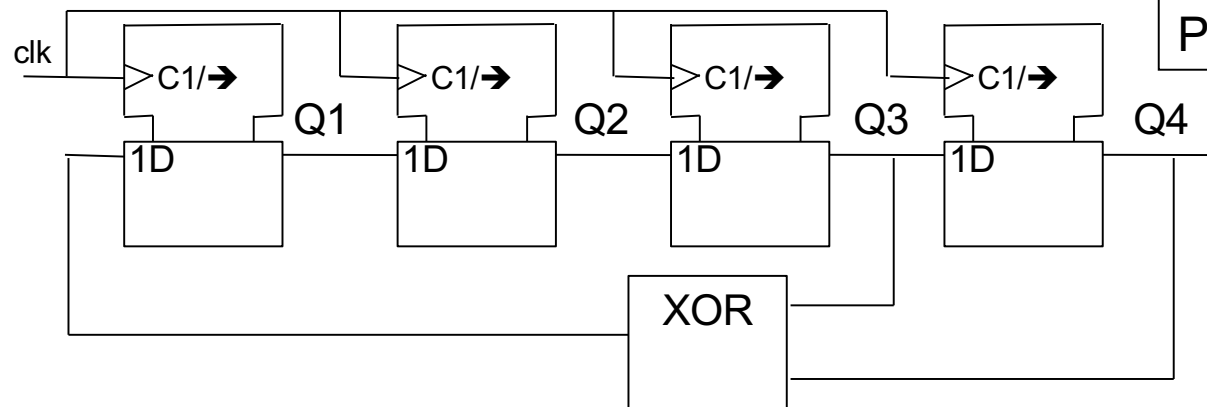 P
clk
C1/➔ C1/➔ C1/➔ C1/➔
Q1 Q2 Q3 Q4
1D 1D 1D 1D
XOR